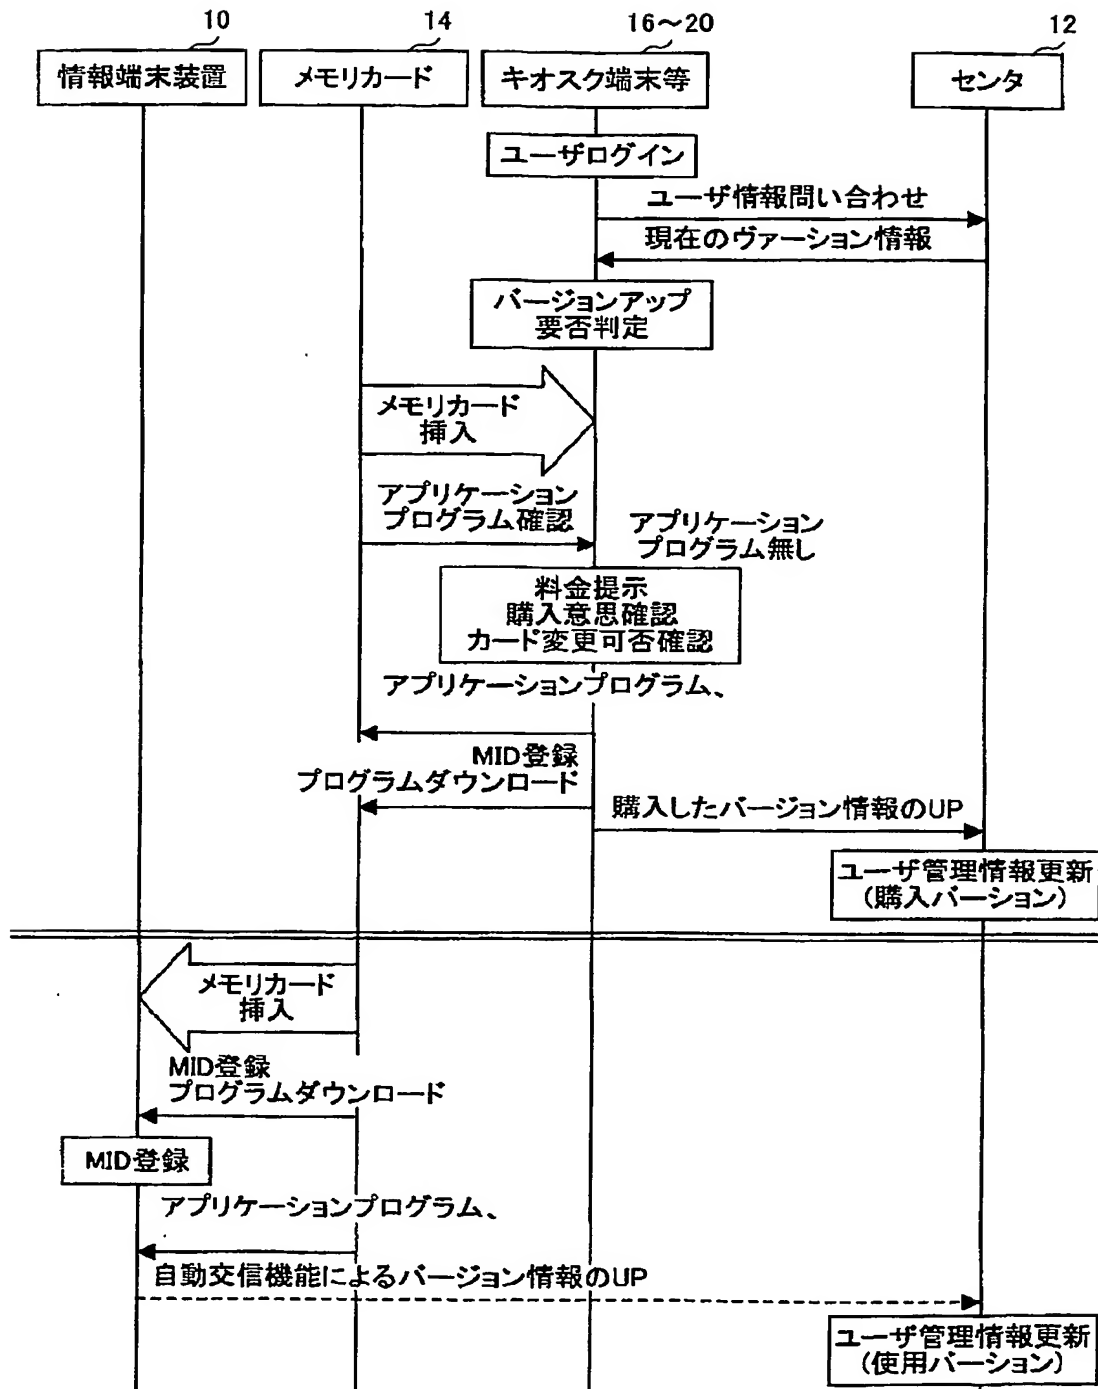 10
14
16～20
12
情報端末装置
メモリカード
キオスク端末等
センタ
ユーザログイン
ユーザ情報問い合わせ
現在のヴァーション情報
バージョンアップ
要否判定
メモリカード
挿入
アプリケーション
プログラム確認
アプリケーション
プログラム無し
料金提示
購入意思確認
カード変更可否確認
アプリケーションプログラム、
MID登録
プログラムダウンロード
購入したバージョン情報のUP
ユーザ管理情報更新
(購入バージョン)
メモリカード
挿入
MID登録
プログラムダウンロード
MID登録
アプリケーションプログラム、
自動交信機能によるバージョン情報のUP
ユーザ管理情報更新
(使用バージョン)